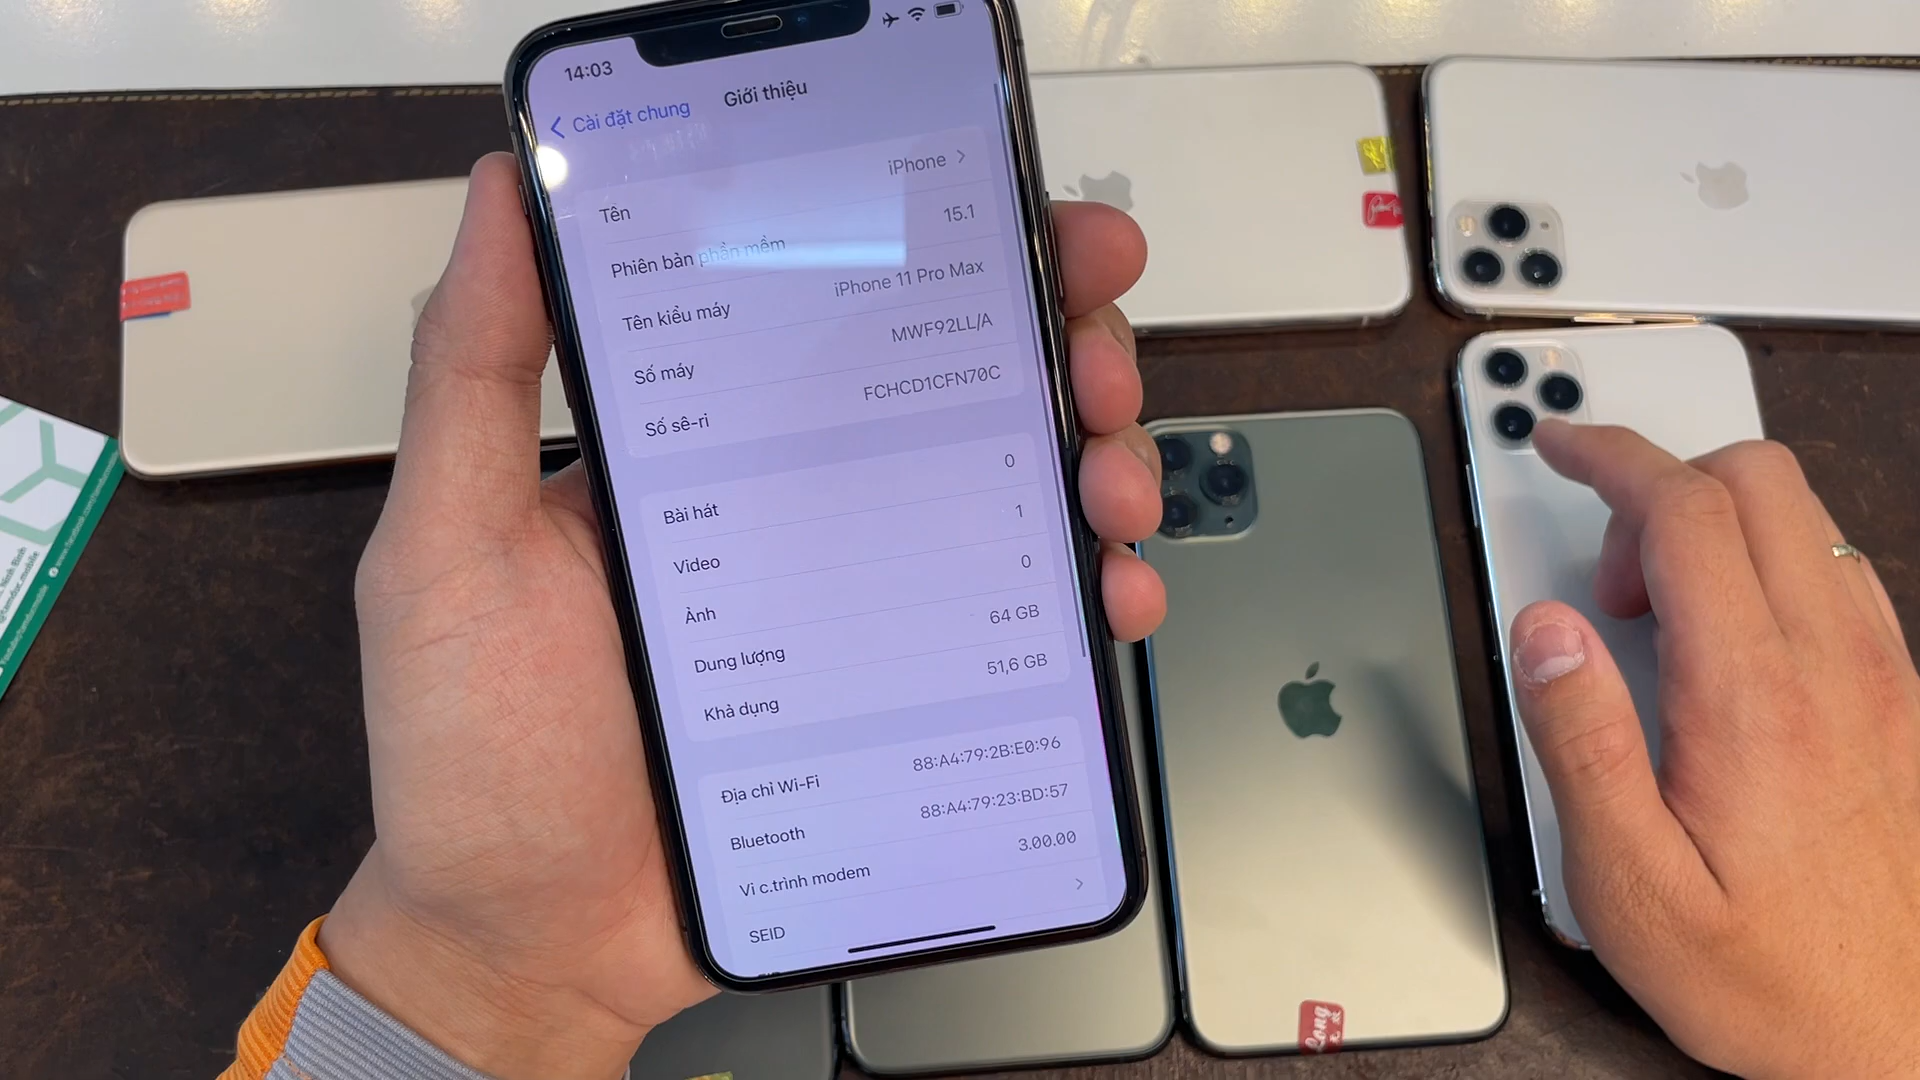 14:03
Cài đặt chung
Giới thiệu
Tên
iPhone
Phiên bản phần mềm
15.1
Tên kiểu máy
iPhone 11 Pro Max
Số máy
MWF92LL/A
Số sê-ri
FCHCD1CFN70C
Bài hát
0
Video
1
Ảnh
0
Dung lượng
64 GB
Khả dụng
51,6 GB
Địa chỉ Wi-Fi
88:A4:79:2B:E0:96
Bluetooth
88:A4:79:23:BD:57
Vi c.trình modem
3.00.00
SEID
Ninh Bình
Long